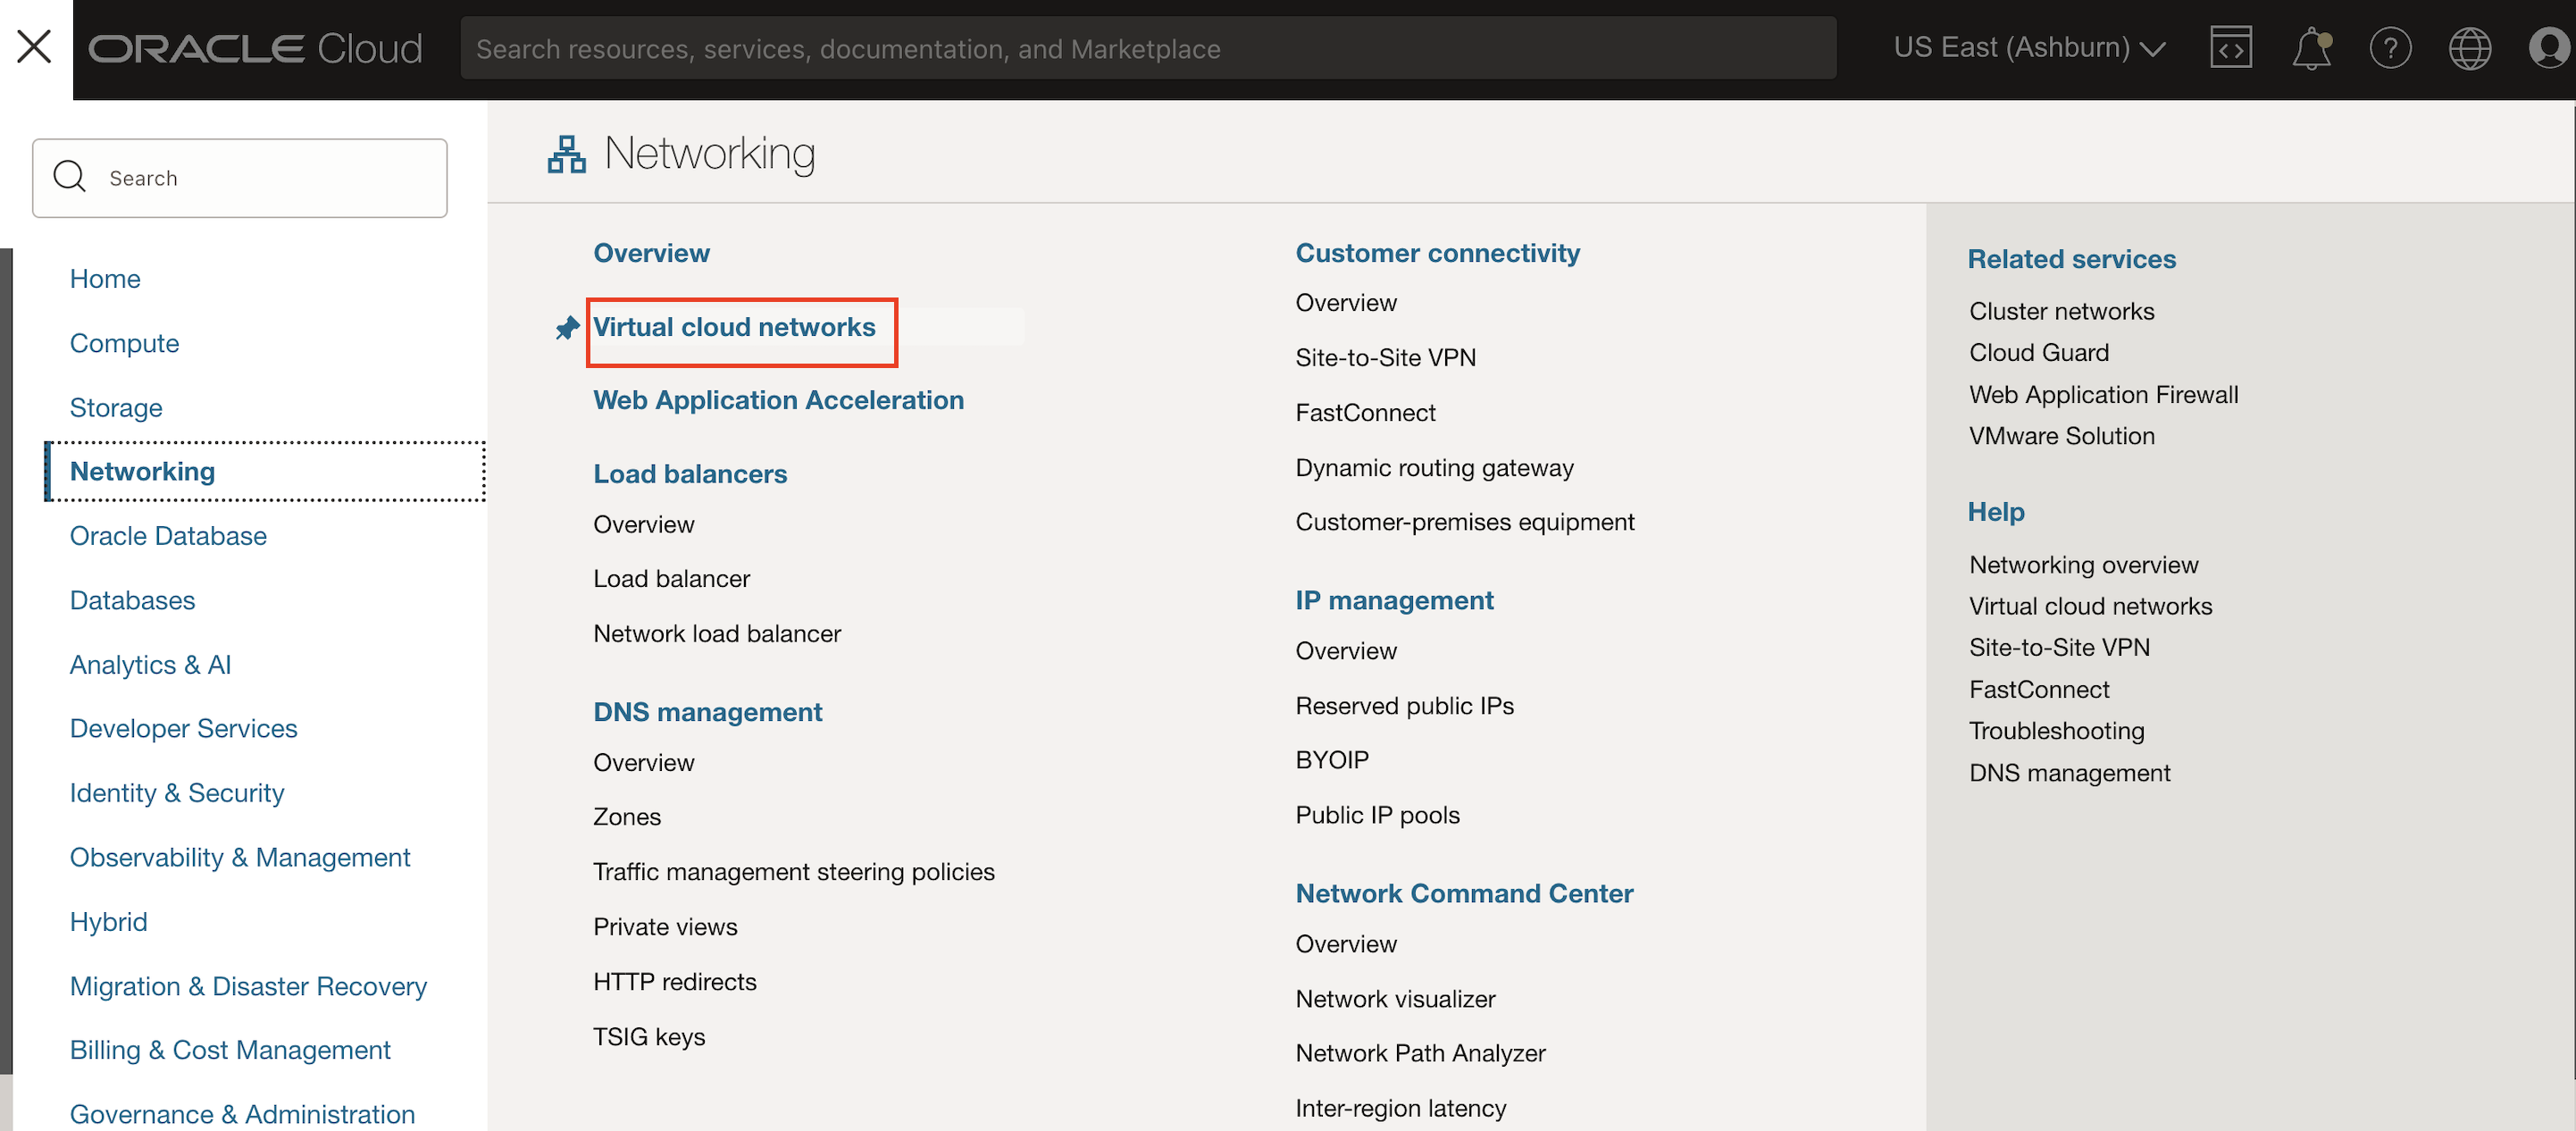 ORACLE Cloud
Search resources, services, documentation, and Marketplace
US East (Ashburn)
Search
Home
Compute
Storage
Networking
Oracle Database
Databases
Analytics & AI
Developer Services
Identity & Security
Observability & Management
Hybrid
Migration & Disaster Recovery
Billing & Cost Management
Governance & Administration
Networking
Overview
Virtual cloud networks
Web Application Acceleration
Load balancers
Overview
Load balancer
Network load balancer
DNS management
Overview
Zones
Traffic management steering policies
Private views
HTTP redirects
TSIG keys
Customer connectivity
Overview
Site-to-Site VPN
FastConnect
Dynamic routing gateway
Customer-premises equipment
IP management
Overview
Reserved public IPs
BYOIP
Public IP pools
Network Command Center
Overview
Network visualizer
Network Path Analyzer
Inter-region latency
Related services
Cluster networks
Cloud Guard
Web Application Firewall
VMware Solution
Help
Networking overview
Virtual cloud networks
Site-to-Site VPN
FastConnect
Troubleshooting
DNS management